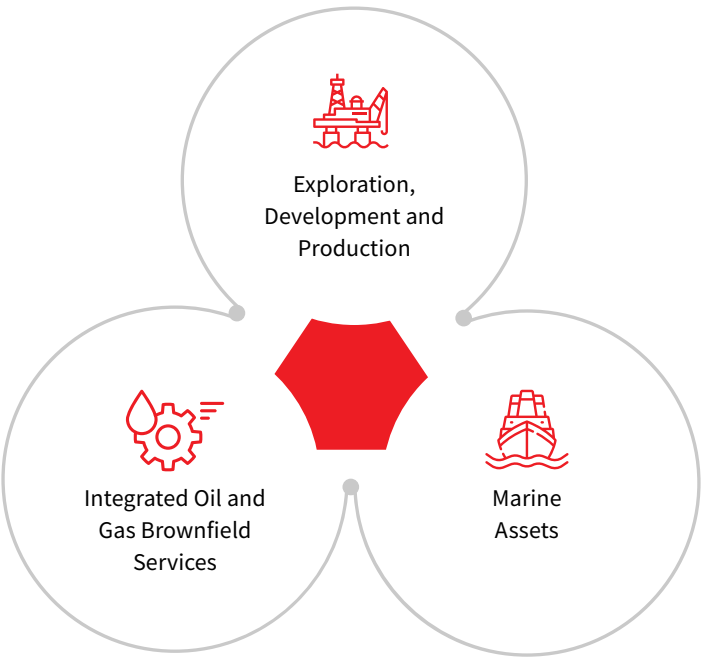 Exploration,
Development and
Production
Integrated Oil and
Gas Brownfield
Services
Marine
Assets